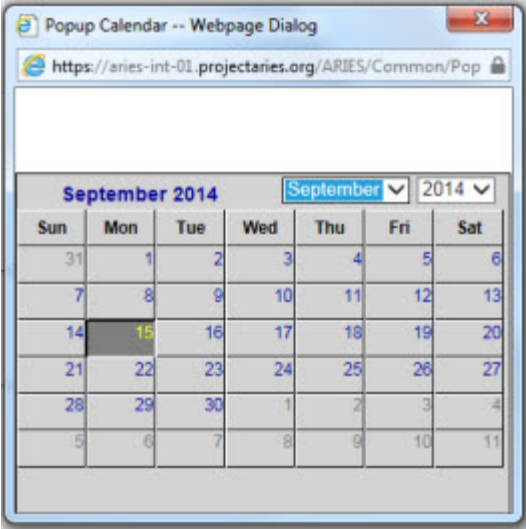 Popup Calendar -- Webpage Dialog
https://aries-int-01.projectaries.org/ARIES/Common/Pop
September 2014 September 2014
Sun Mon Tue Wed Thu Fri Sat
31 1 2 3 4 5 6
7 8 9 10 11 12 13
14 15 16 17 18 19 20
21 22 23 24 25 26 27
28 29 30 1 2 3 4
5 6 7 8 9 10 11